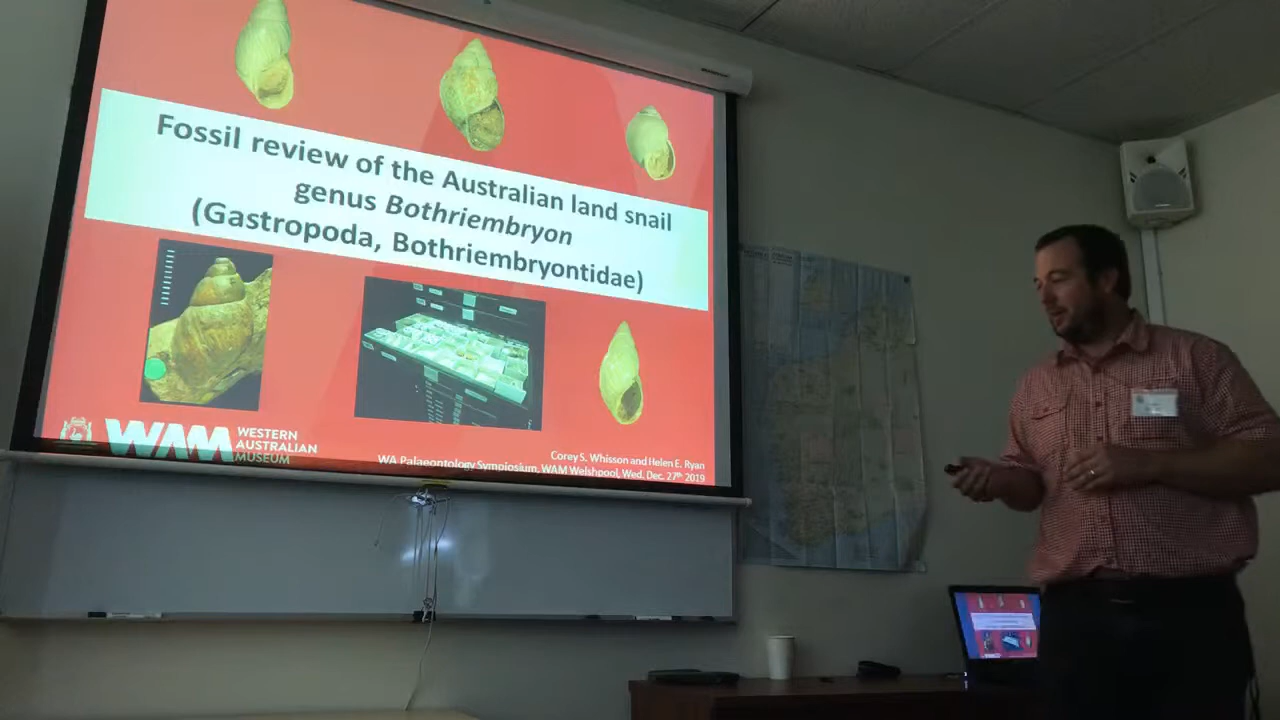 Fossil review of the Australian land snail
genus Bothriembryon
(Gastropoda, Bothriembryontidae)
WAM WESTERN
AUSTRALIAN
MUSEUM
Corey S. Whisson and Helen E. Ryan
WA Palaeontology Sympiosium, WAM Welshpool, Wed. Dec. 27th 2019